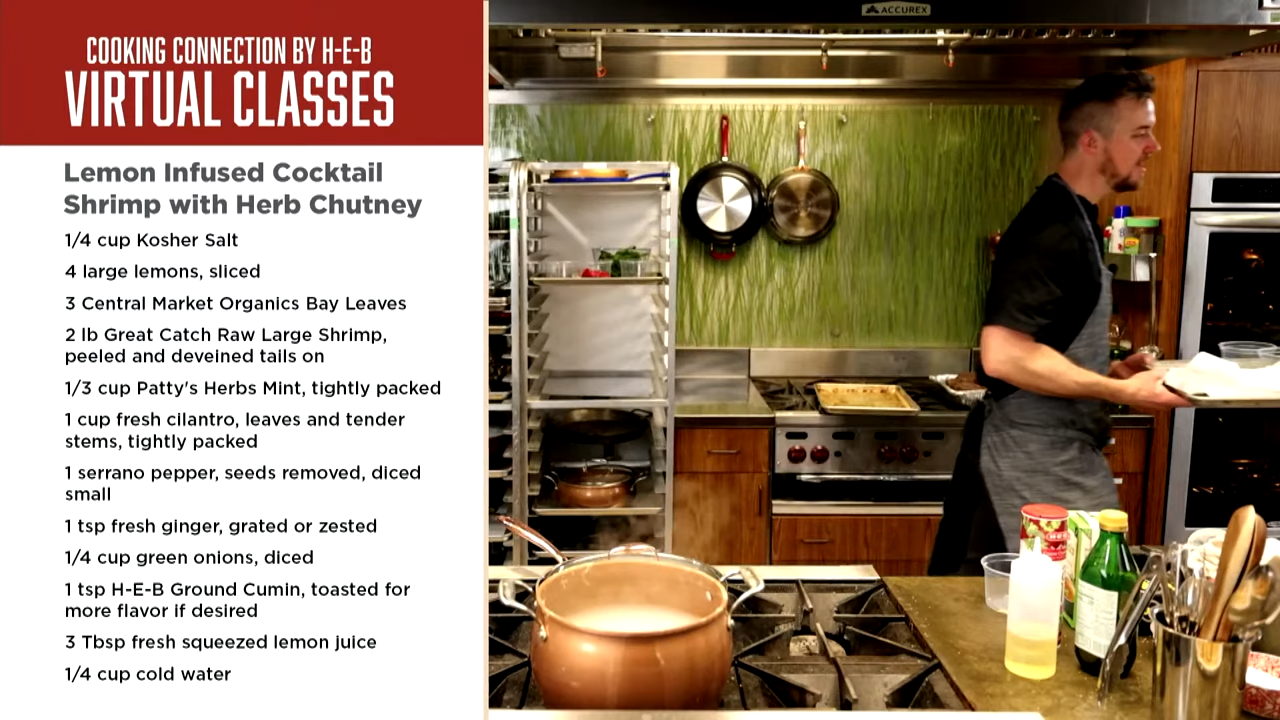 COOKING CONNECTION BY H-E-B
VIRTUAL CLASSES
Lemon Infused Cocktail
Shrimp with Herb Chutney
1/4 cup Kosher Salt
4 large lemons, sliced
3 Central Market Organics Bay Leaves
2 lb Great Catch Raw Large Shrimp,
peeled and deveined tails on
1/3 cup Patty's Herbs Mint, tightly packed
1 cup fresh cilantro, leaves and tender
stems, tightly packed
1 serrano pepper, seeds removed, diced
small
1 tsp fresh ginger, grated or zested
1/4 cup green onions, diced
1 tsp H-E-B Ground Cumin, toasted for
more flavor if desired
3 Tbsp fresh squeezed lemon juice
1/4 cup cold water
ACCUREX